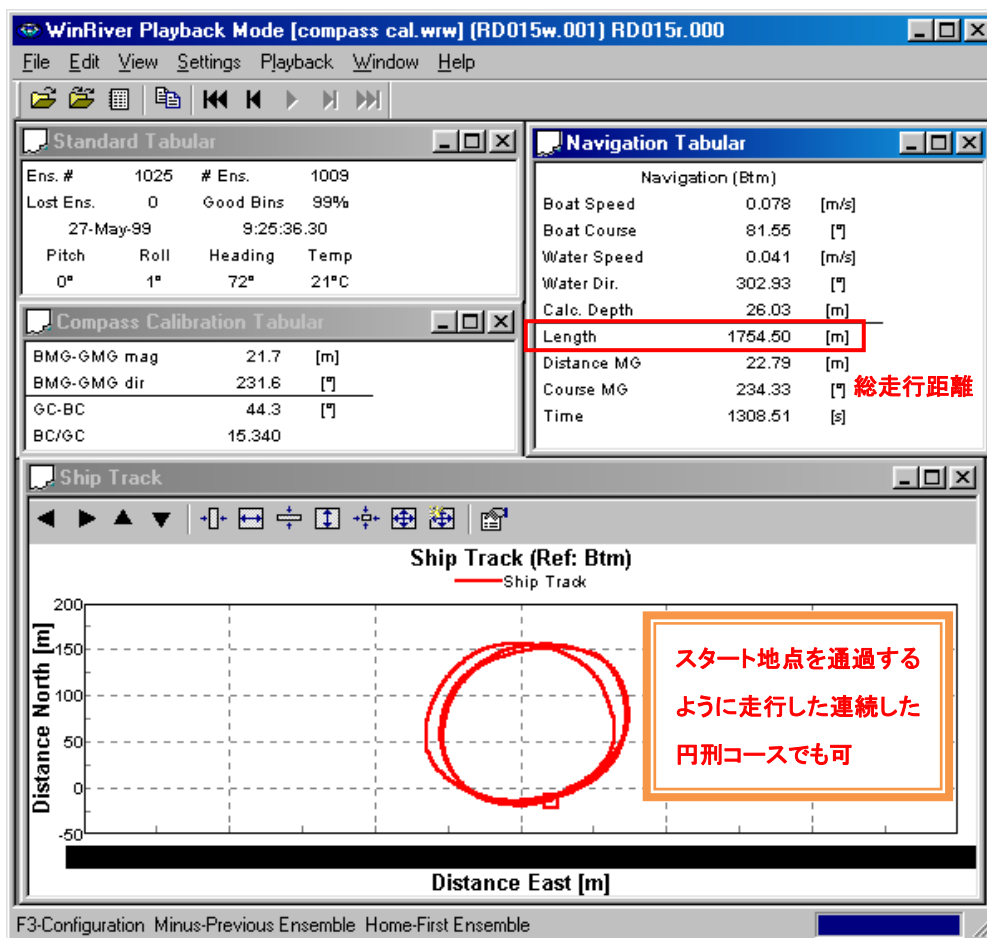 WinRiver Playback Mode [compass cal.wrw] (RD015w.001) RD015r.000
File Edit View Settings Playback Window Help
Standard Tabular
Ens. # 1025 # Ens. 1009
Lost Ens. 0 Good Bins 99%
27-May-99 9:25:36.30
Pitch Roll Heading Temp
0° 1° 72° 21°C
Compass Calibration Tabular
BMG-GMG mag 21.7 [m]
BMG-GMG dir 231.6 [°]
GC-BC 44.3 [°]
BC/GC 15.340
Navigation Tabular
Navigation (Btm)
Boat Speed 0.078 [m/s]
Boat Course 81.55 [°]
Water Speed 0.041 [m/s]
Water Dir. 302.93 [°]
Calc. Depth 26.03 [m]
Length 1754.50 [m]
Distance MG 22.79 [m]
Course MG 234.33 [°]
Time 1308.51 [s]
総走行距離
Ship Track
Ship Track (Ref: Btm)
Ship Track
Distance North [m]
200
150
100
50
0
-50
スタート地点を通過する
ように走行した連続した
円刑コースでも可
Distance East [m]
F3-Configuration Minus-Previous Ensemble Home-First Ensemble